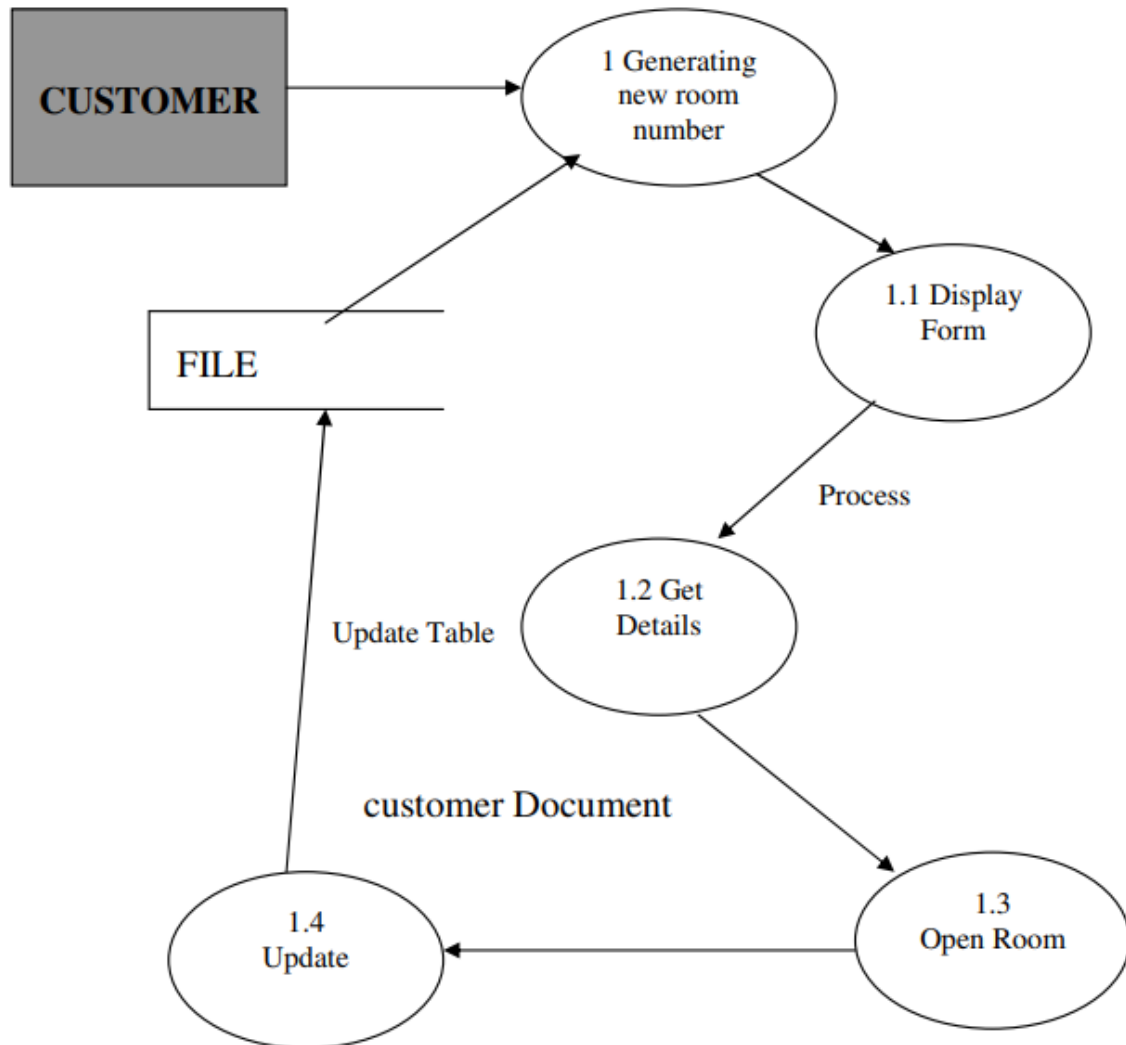 CUSTOMER
1 Generating
new room
number
1.1 Display
Form
FILE
Process
1.2 Get
Details
Update Table
customer Document
1.3
Open Room
1.4
Update